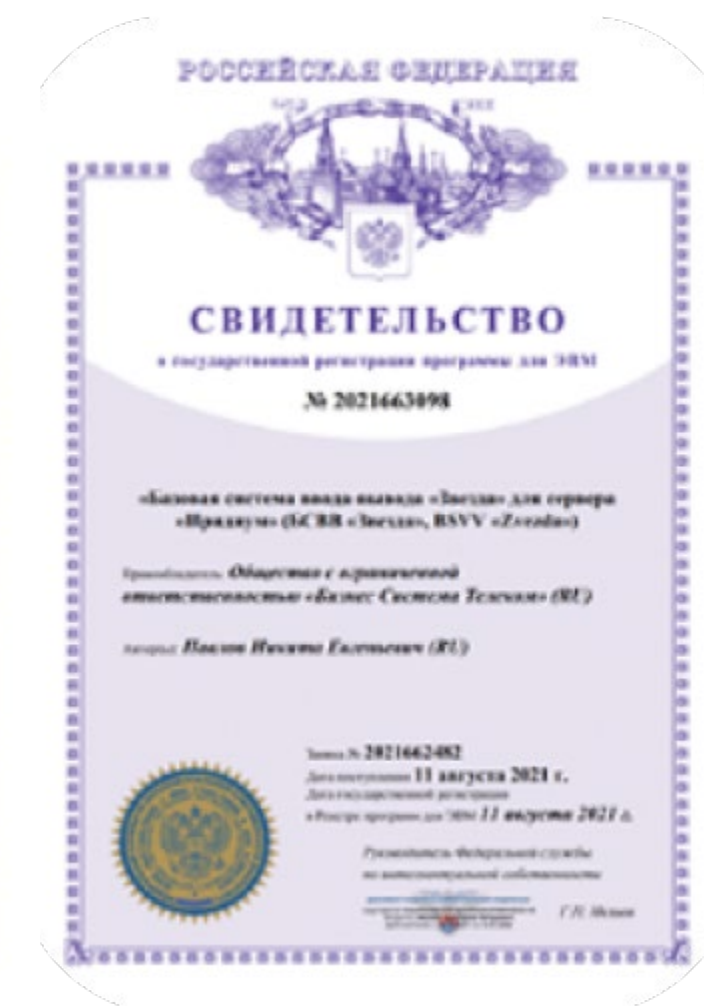 РОССИЙСКАЯ ФЕДЕРАЦИЯ
СВИДЕТЕЛЬСТВО
о государственной регистрации программы для ЭВМ
№ 2021663098
«Базовая система ввода-вывода «Звезда» для сервера
«Иридиум» (БСВВ «Звезда», BSVV «Zvezda»)
Правообладатель: Общество с ограниченной
ответственностью «Бизнес Система Телеком» (RU)
Павлов Никита Евгеньевич (RU)
Заявка № 2021662482
Дата поступления 11 августа 2021 г.
Дата государственной регистрации
в Реестре программ для ЭВМ 11 августа 2021 г.
Руководитель Федеральной службы
по интеллектуальной собственности
Г.П. Ивлиев